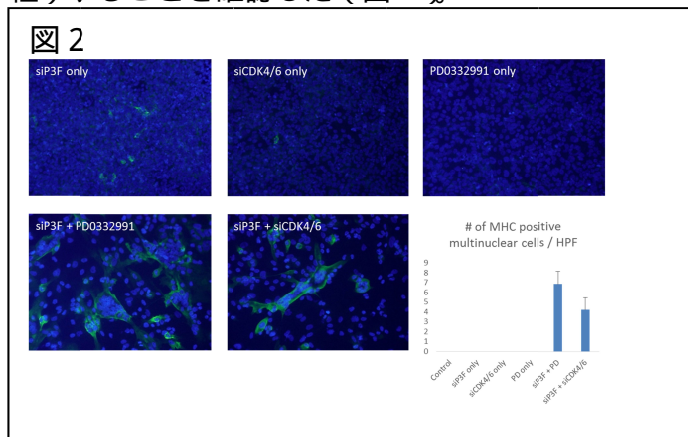 図 2
siP3F only
siCDK4/6 only
PD0332991 only
siP3F + PD0332991
siP3F + siCDK4/6
# of MHC positive
multinuclear cells / HPF
9
8
7
6
5
4
3
2
1
0
Control
siP3F only
siCDK4/6 only
PD only
siP3F + PD
siP3F + siCDK4/6